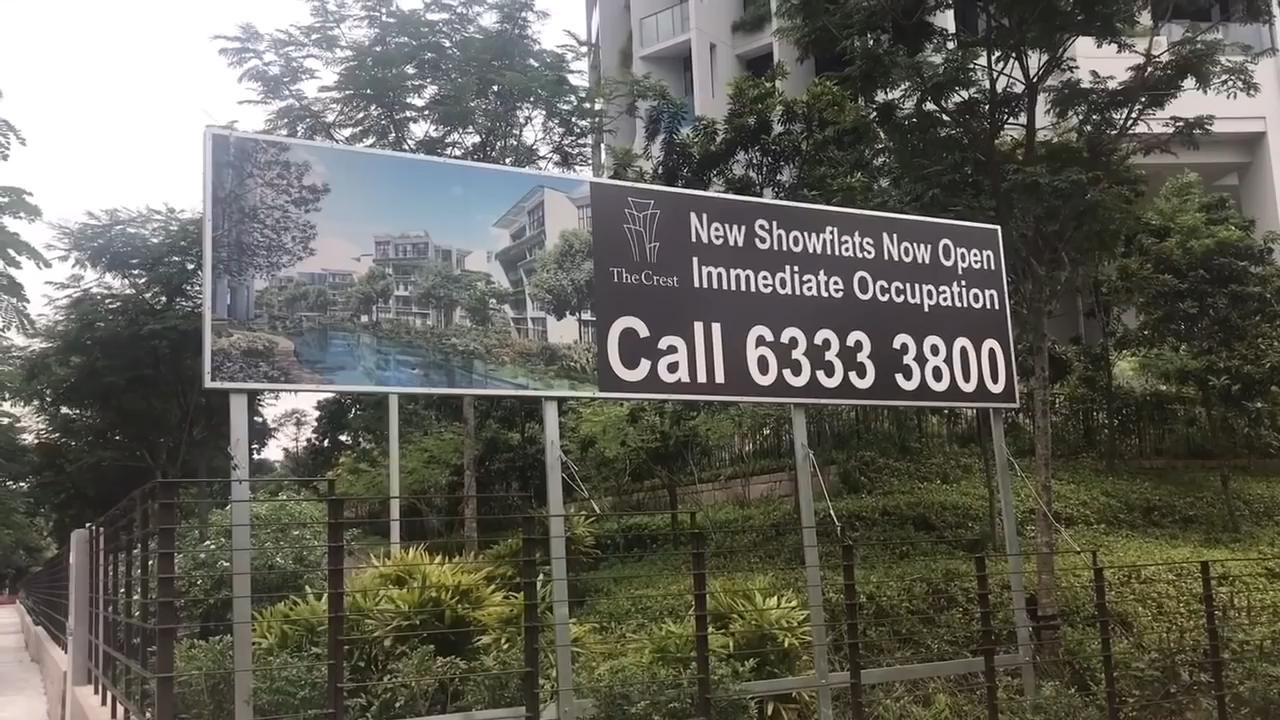 The Crest
New Showflats Now Open
Immediate Occupation
Call 6333 3800